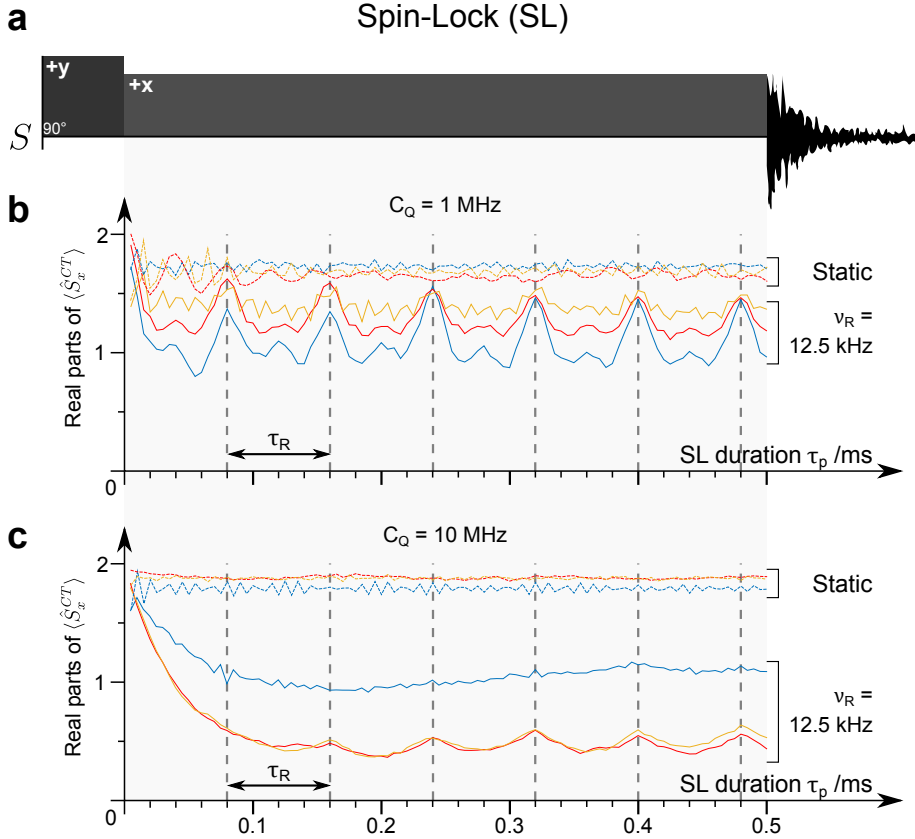 a
Spin-Lock (SL)
+y
+x
90°
S
b
C_Q = 1 MHz
Real parts of ⟨Ŝ_x^{CT}⟩
2
1
0
Static
ν_R =
12.5 kHz
τ_R
SL duration τ_p /ms
c
C_Q = 10 MHz
Real parts of ⟨Ŝ_x^{CT}⟩
2
1
0
Static
ν_R =
12.5 kHz
τ_R
SL duration τ_p /ms
0.1 0.2 0.3 0.4 0.5